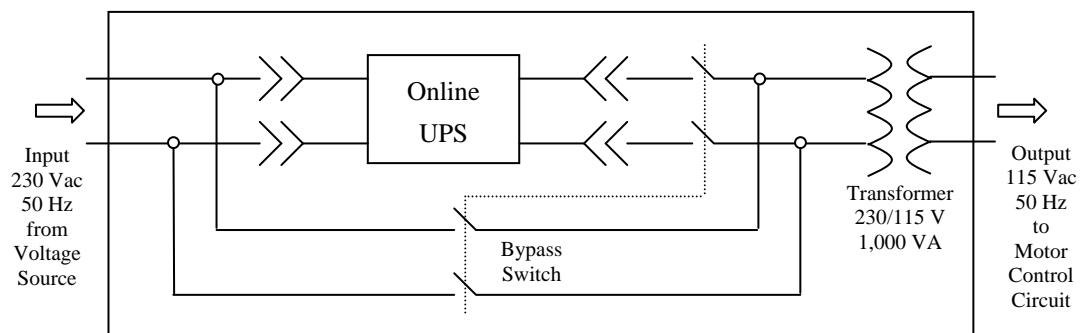 Online
UPS
Input
230 Vac
50 Hz
from
Voltage
Source
Transformer
230/115 V
1,000 VA
Bypass
Switch
Output
115 Vac
50 Hz
to
Motor
Control
Circuit